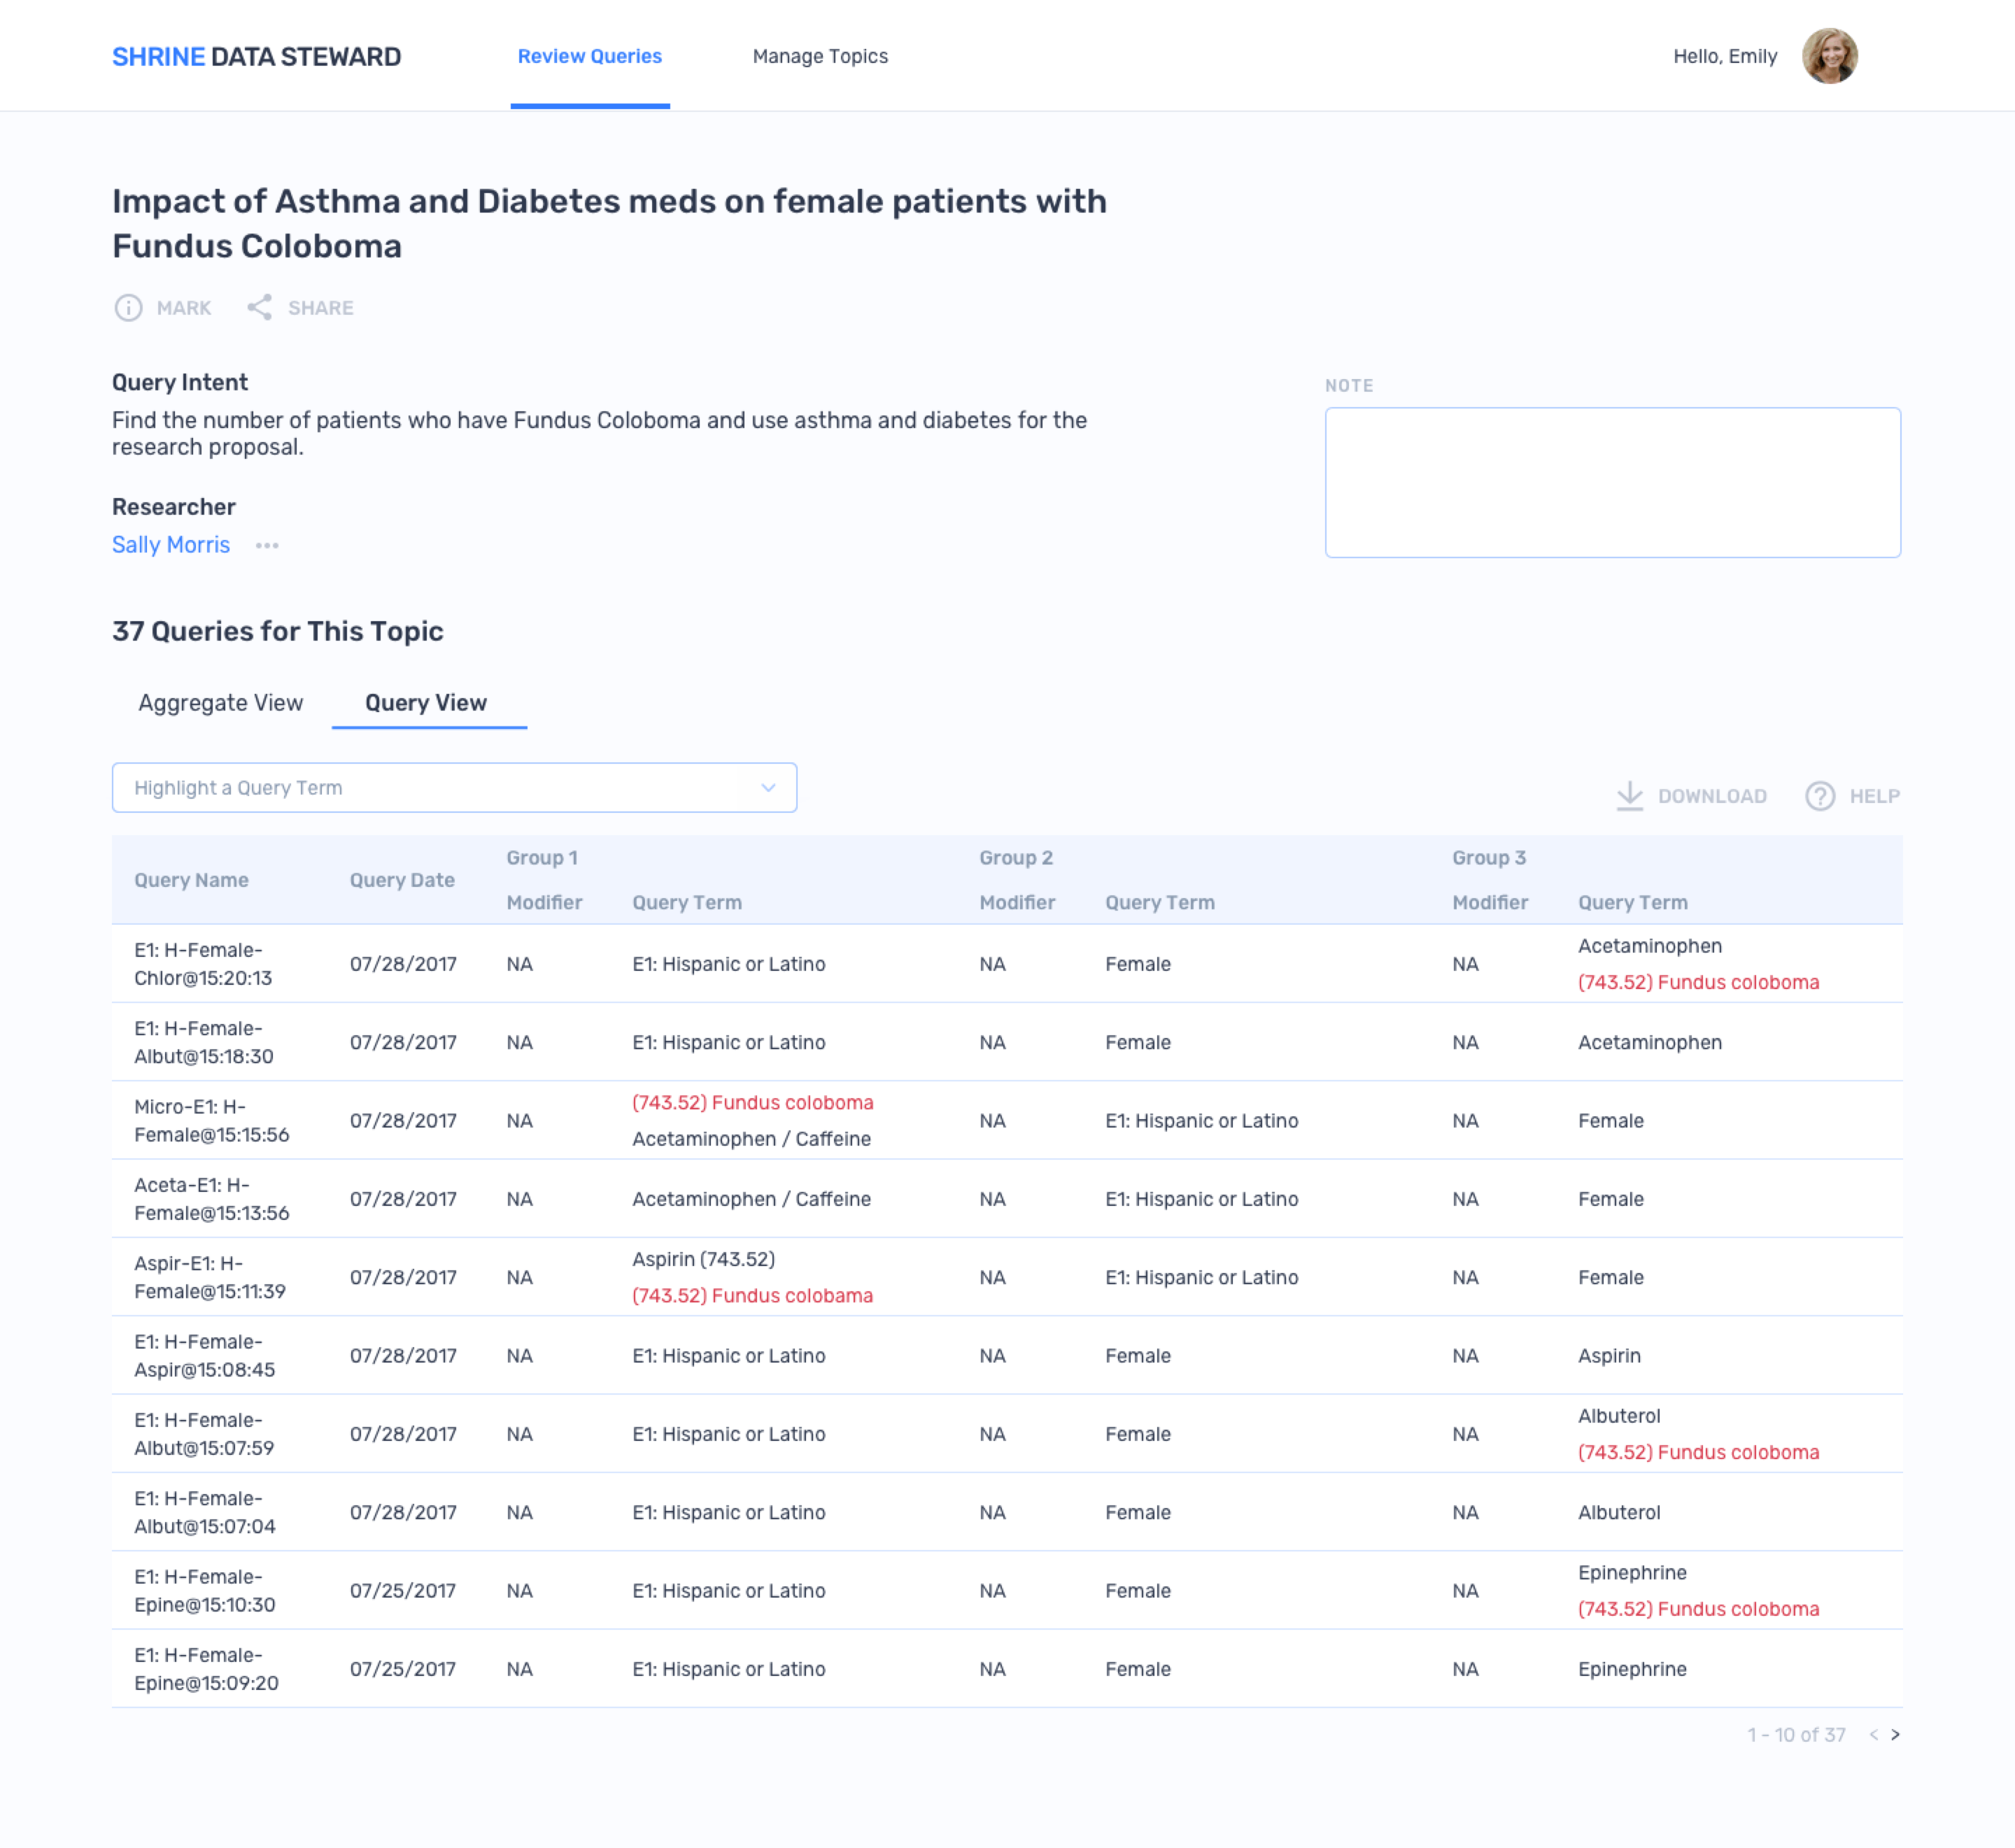 SHRINE DATA STEWARD
Review Queries
Manage Topics
Hello, Emily
Impact of Asthma and Diabetes meds on female patients with
Fundus Coloboma
MARK
SHARE
Query Intent
Find the number of patients who have Fundus Coloboma and use asthma and diabetes for the
research proposal.
NOTE
Researcher
Sally Morris
37 Queries for This Topic
Aggregate View
Query View
Highlight a Query Term
DOWNLOAD
HELP
Query Name Query Date Group 1 Group 2 Group 3
Modifier Query Term Modifier Query Term Modifier Query Term
E1: H-Female-
Chlor@15:20:13
07/28/2017 NA E1: Hispanic or Latino NA Female NA
Acetaminophen
(743.52) Fundus coloboma
E1: H-Female-
Albut@15:18:30
07/28/2017 NA E1: Hispanic or Latino NA Female NA Acetaminophen
Micro-E1: H-
Female@15:15:56
07/28/2017 NA
(743.52) Fundus coloboma
Acetaminophen / Caffeine
NA E1: Hispanic or Latino NA Female
Aceta-E1: H-
Female@15:13:56
07/28/2017 NA Acetaminophen / Caffeine NA E1: Hispanic or Latino NA Female
Aspir-E1: H-
Female@15:11:39
07/28/2017 NA
Aspirin (743.52)
(743.52) Fundus colobama
NA E1: Hispanic or Latino NA Female
E1: H-Female-
Aspir@15:08:45
07/28/2017 NA E1: Hispanic or Latino NA Female NA Aspirin
E1: H-Female-
Albut@15:07:59
07/28/2017 NA E1: Hispanic or Latino NA Female NA
Albuterol
(743.52) Fundus coloboma
E1: H-Female-
Albut@15:07:04
07/28/2017 NA E1: Hispanic or Latino NA Female NA Albuterol
E1: H-Female-
Epine@15:10:30
07/25/2017 NA E1: Hispanic or Latino NA Female NA
Epinephrine
(743.52) Fundus coloboma
E1: H-Female-
Epine@15:09:20
07/25/2017 NA E1: Hispanic or Latino NA Female NA Epinephrine
1 - 10 of 37 < >